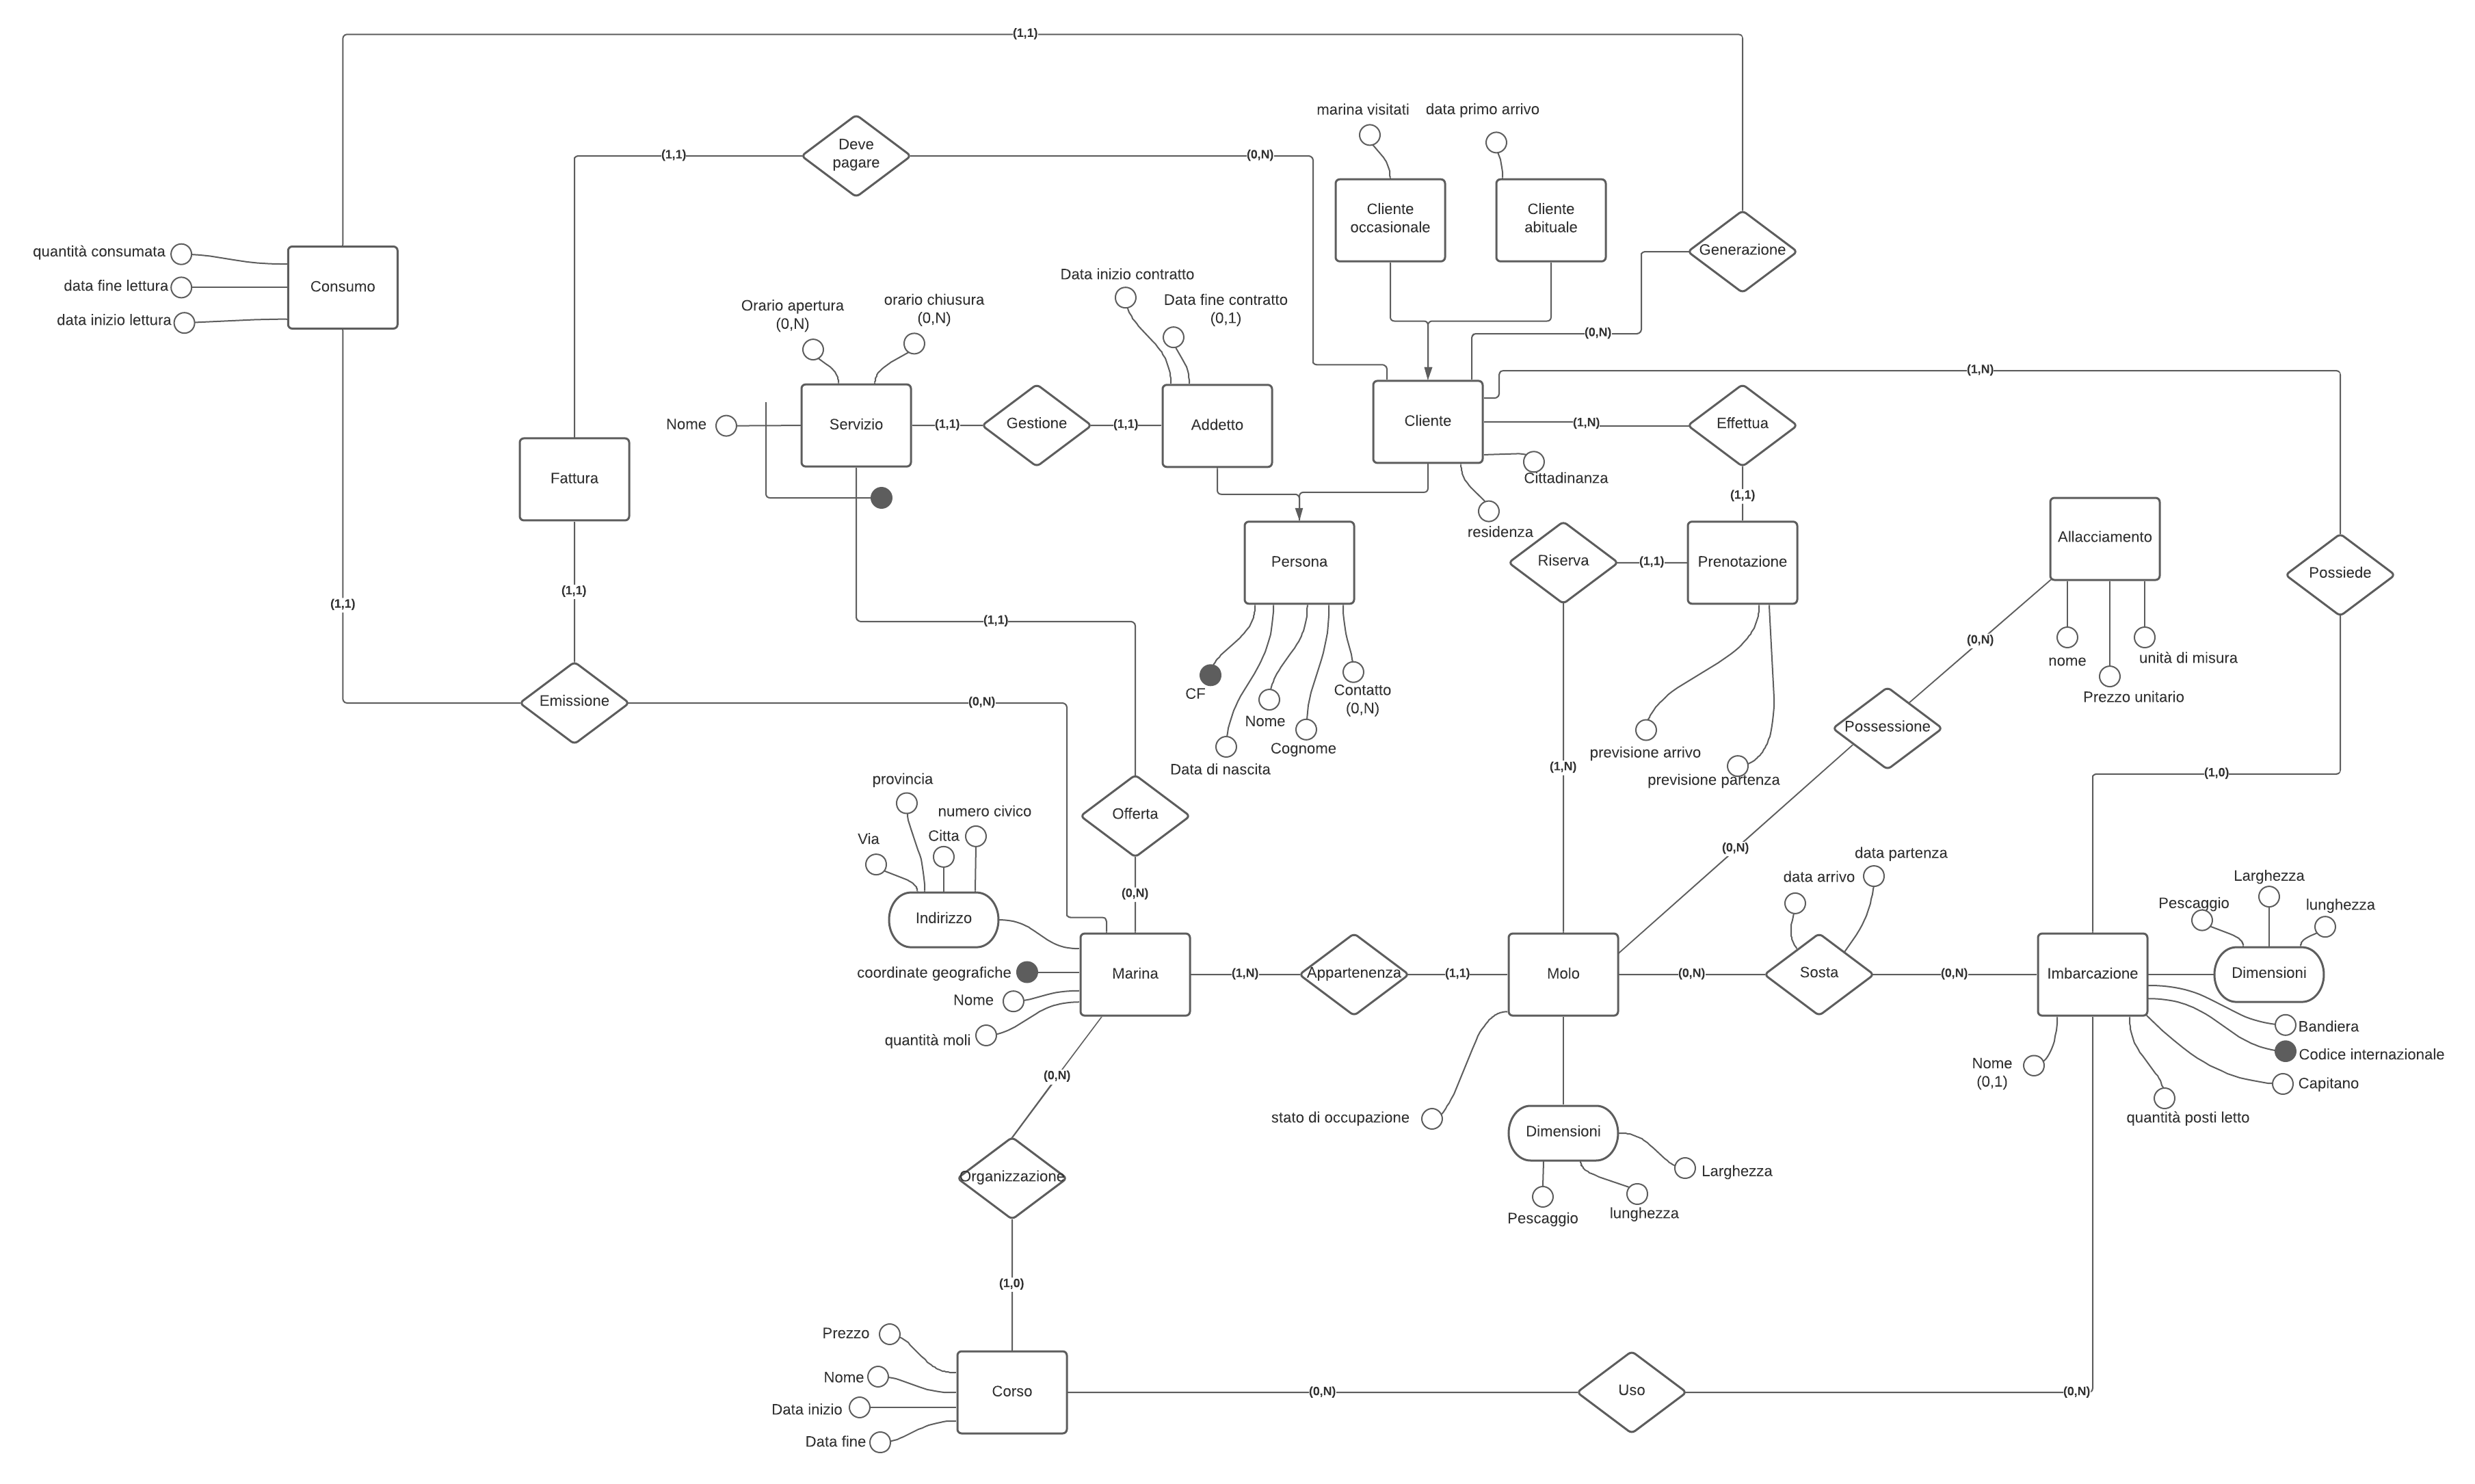 (1,1)
marina visitati
data primo arrivo
Deve
pagare
(1,1)
(0,N)
Cliente
occasionale
Cliente
abituale
Generazione
quantità consumata
data fine lettura
data inizio lettura
Consumo
Data inizio contratto
Data fine contratto
(0,1)
Orario apertura
(0,N)
orario chiusura
(0,N)
(0,N)
(1,N)
Nome
Servizio
(1,1)
Gestione
(1,1)
Addetto
Cliente
(1,N)
Effettua
Fattura
Cittadinanza
(1,1)
residenza
Allacciamento
Persona
Riserva
(1,1)
Prenotazione
Possiede
(1,1)
(1,1)
(1,1)
(0,N)
nome
unità di misura
Prezzo unitario
CF
Contatto
(0,N)
Nome
Cognome
Data di nascita
Emissione
(0,N)
Possessione
previsione arrivo
previsione partenza
(1,N)
(1,0)
provincia
numero civico
Via
Citta
Offerta
(0,N)
data partenza
data arrivo
Larghezza
Pescaggio
lunghezza
(0,N)
Indirizzo
coordinate geografiche
Nome
quantità moli
Marina
(1,N)
Appartenenza
(1,1)
Molo
(0,N)
Sosta
(0,N)
Imbarcazione
Dimensioni
Bandiera
Codice internazionale
Capitano
Nome
(0,1)
quantità posti letto
(0,N)
stato di occupazione
Dimensioni
Larghezza
Pescaggio
lunghezza
Organizzazione
(1,0)
Prezzo
Nome
Data inizio
Data fine
Corso
(0,N)
Uso
(0,N)